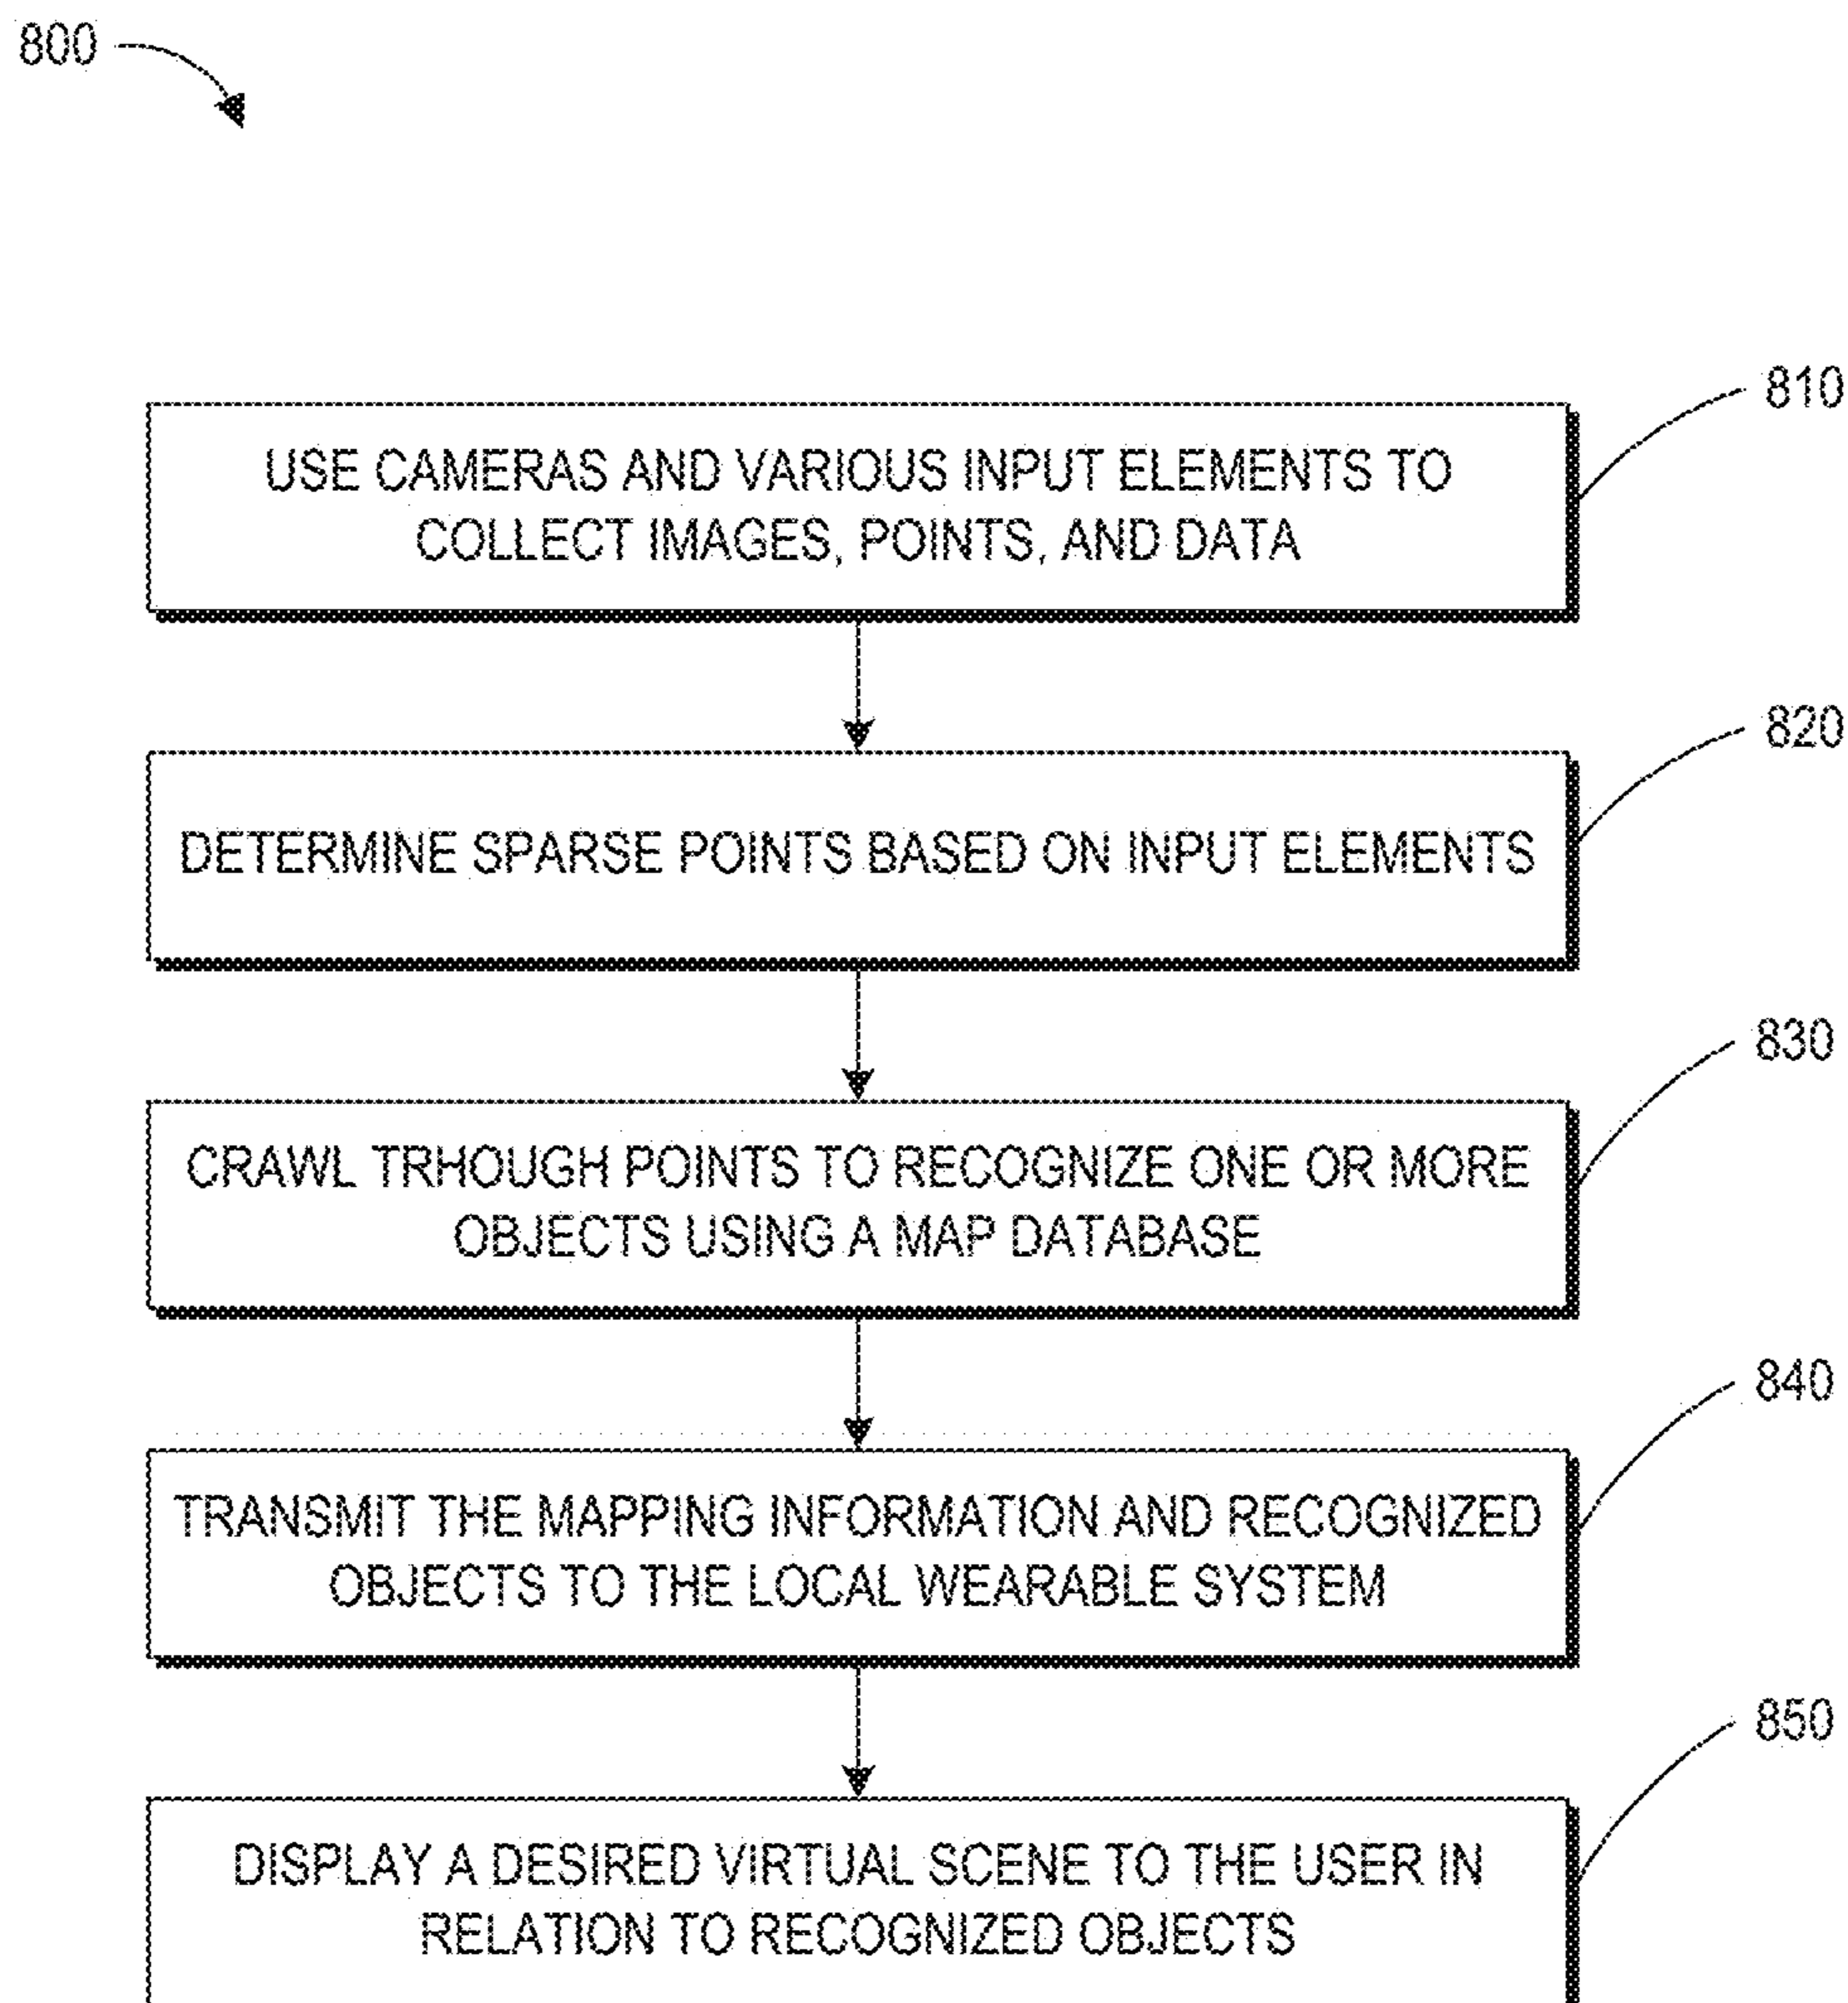 800
810
USE CAMERAS AND VARIOUS INPUT ELEMENTS TO
COLLECT IMAGES, POINTS, AND DATA
820
DETERMINE SPARSE POINTS BASED ON INPUT ELEMENTS
830
CRAWL TRHOUGH POINTS TO RECOGNIZE ONE OR MORE
OBJECTS USING A MAP DATABASE
840
TRANSMIT THE MAPPING INFORMATION AND RECOGNIZED
OBJECTS TO THE LOCAL WEARABLE SYSTEM
850
DISPLAY A DESIRED VIRTUAL SCENE TO THE USER IN
RELATION TO RECOGNIZED OBJECTS